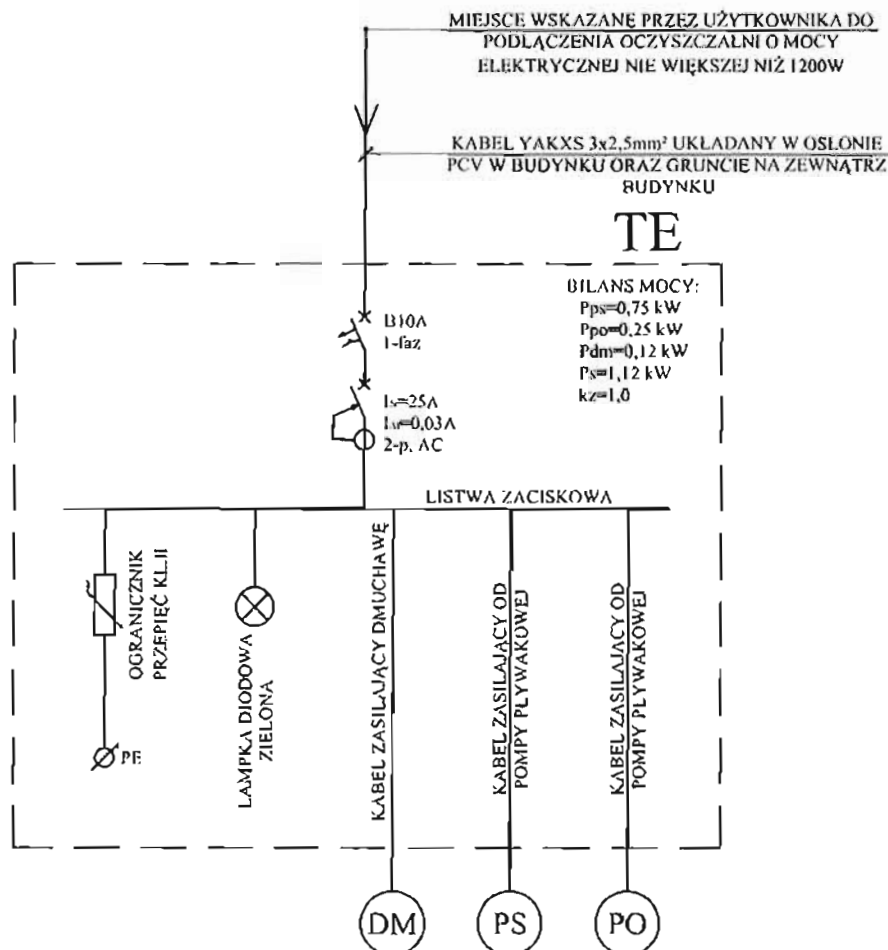 MIEJSCE WSKAZANE PRZEZ UŻYTKOWNIKA DO
PODŁĄCZENIA OCZYSZCZALNI O MOCY
ELEKTRYCZNEJ NIE WIĘKSZEJ NIŻ 1200W
KABEL YAKXS 3x2,5mm² UKŁADANY W OSŁONIE
PCV W BUDYNKU ORAZ GRUNCIE NA ZEWNĄTRZ
BUDYNKU
TE
BILANS MOCY:
Pps=0,75 kW
Ppo=0,25 kW
Pdm=0,12 kW
Ps=1,12 kW
kz=1,0
B10A
1-faz
Is=25A
2-p, AC
LISTWA ZACISKOWA
OGRANICZNIK
PRZEPIĘĆ KL.II
PE
LAMPKA DIODOWA
ZIELONA
KABEL ZASILAJĄCY DMUCHAWĘ
KABEL ZASILAJĄCY OD
POMPY PŁYWAKOWEJ
KABEL ZASILAJĄCY OD
POMPY PŁYWAKOWEJ
DM
PS
PO